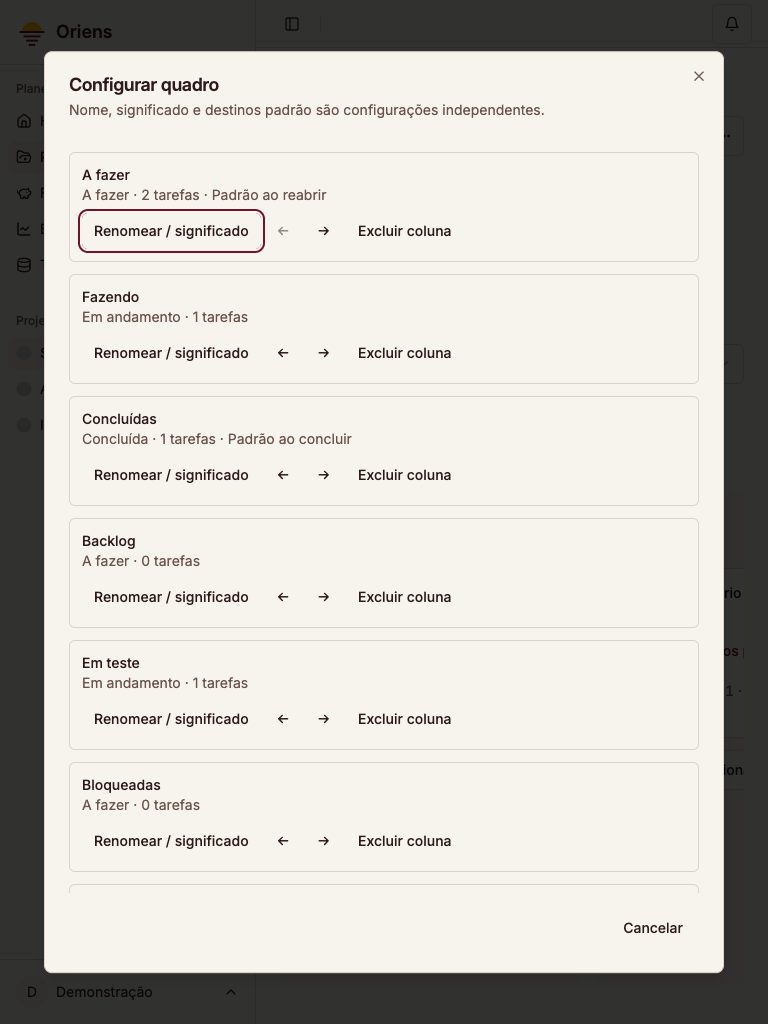 Oriens
Configurar quadro
Nome, significado e destinos padrão são configurações independentes.
A fazer
A fazer · 2 tarefas · Padrão ao reabrir
Renomear / significado ← → Excluir coluna
Fazendo
Em andamento · 1 tarefas
Renomear / significado ← → Excluir coluna
Concluídas
Concluída · 1 tarefas · Padrão ao concluir
Renomear / significado ← → Excluir coluna
Backlog
A fazer · 0 tarefas
Renomear / significado ← → Excluir coluna
Em teste
Em andamento · 1 tarefas
Renomear / significado ← → Excluir coluna
Bloqueadas
A fazer · 0 tarefas
Renomear / significado ← → Excluir coluna
Cancelar
D Demonstração